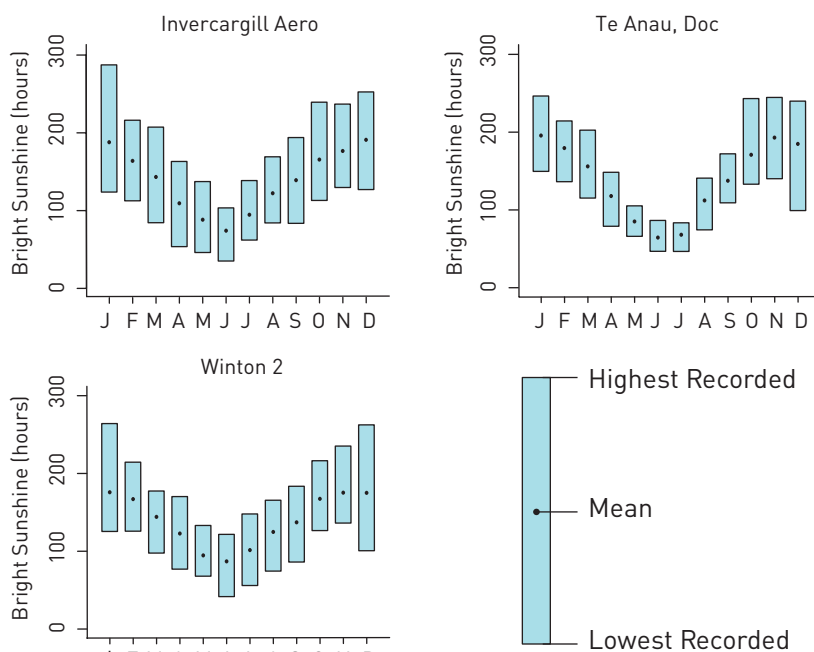 Invercargill Aero
Bright Sunshine (hours)
300
200
100
0
J F M A M J J A S O N D
Te Anau, Doc
Bright Sunshine (hours)
300
200
100
0
J F M A M J J A S O N D
Winton 2
Bright Sunshine (hours)
300
200
100
0
Highest Recorded
Mean
Lowest Recorded